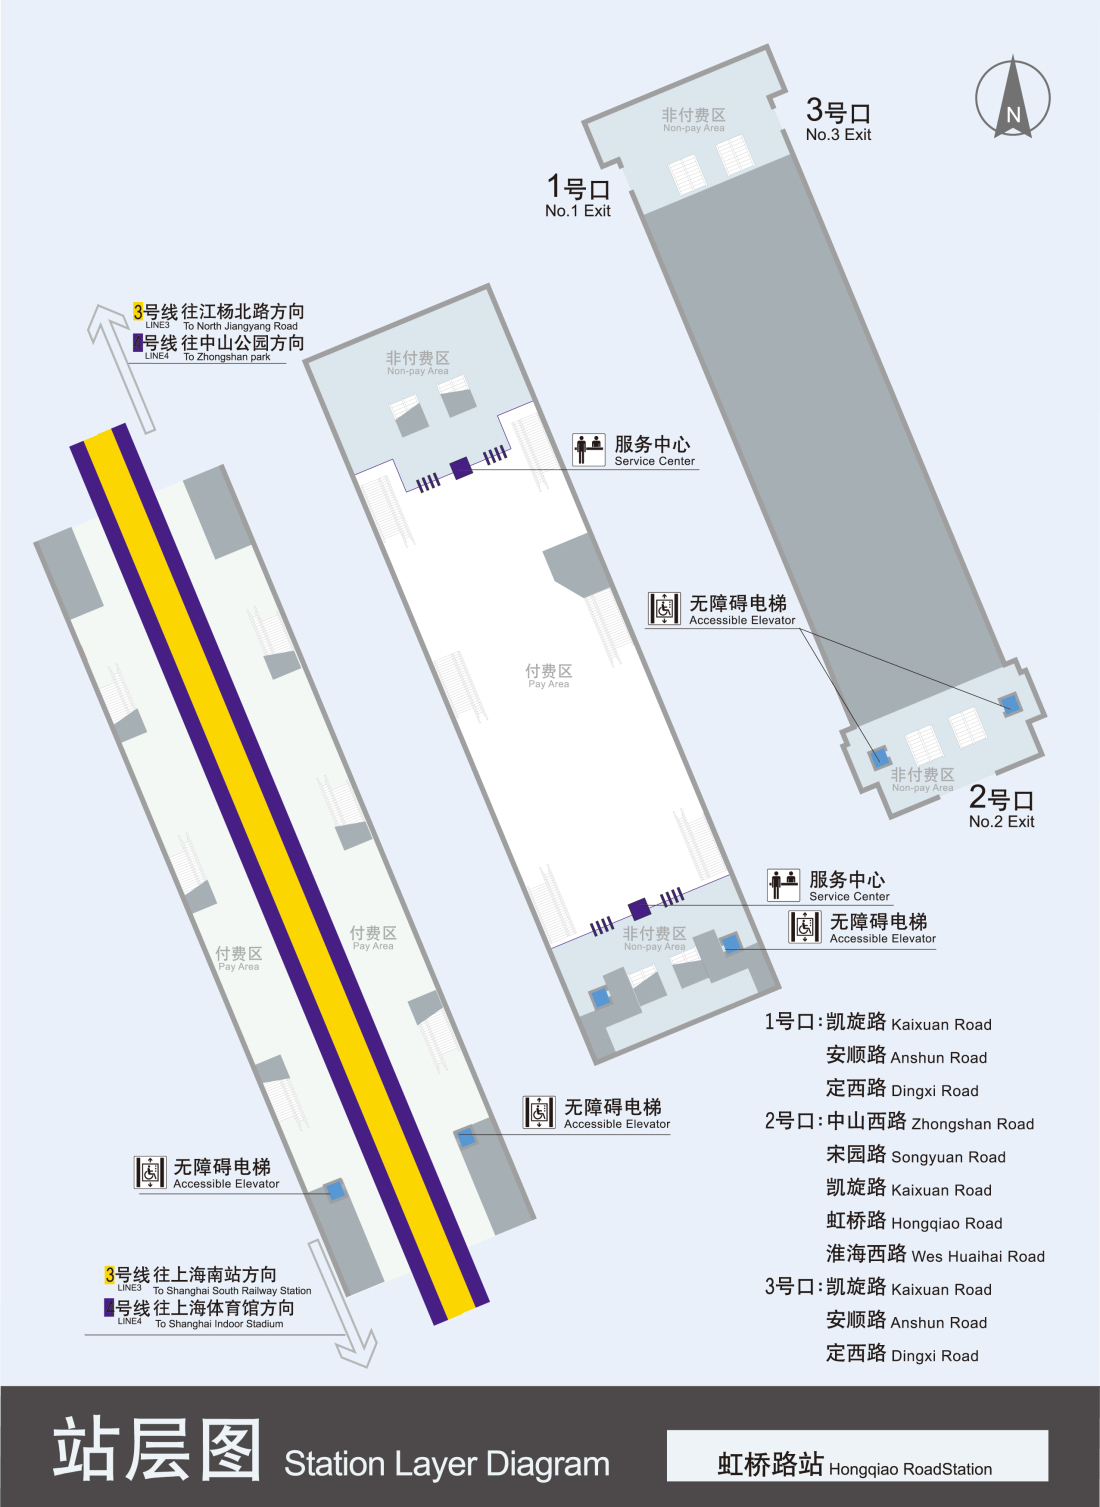 非付费区
Non-pay Area
3号口
No.3 Exit
N
1号口
No.1 Exit
3号线 往江杨北路方向
LINE3 To North Jiangyang Road
4号线 往中山公园方向
LINE4 To Zhongshan park
非付费区
Non-pay Area
服务中心
Service Center
无障碍电梯
Accessible Elevator
付费区
Pay Area
非付费区
Non-pay Area
2号口
No.2 Exit
服务中心
Service Center
无障碍电梯
Accessible Elevator
非付费区
Non-pay Area
付费区
Pay Area
付费区
Pay Area
无障碍电梯
Accessible Elevator
无障碍电梯
Accessible Elevator
3号线 往上海南站方向
LINE3 To Shanghai South Railway Station
4号线 往上海体育馆方向
LINE4 To Shanghai Indoor Stadium
1号口:凯旋路 Kaixuan Road
安顺路 Anshun Road
定西路 Dingxi Road
2号口:中山西路 Zhongshan Road
宋园路 Songyuan Road
凯旋路 Kaixuan Road
虹桥路 Hongqiao Road
淮海西路 Wes Huaihai Road
3号口:凯旋路 Kaixuan Road
安顺路 Anshun Road
定西路 Dingxi Road
站层图 Station Layer Diagram
虹桥路站 Hongqiao RoadStation